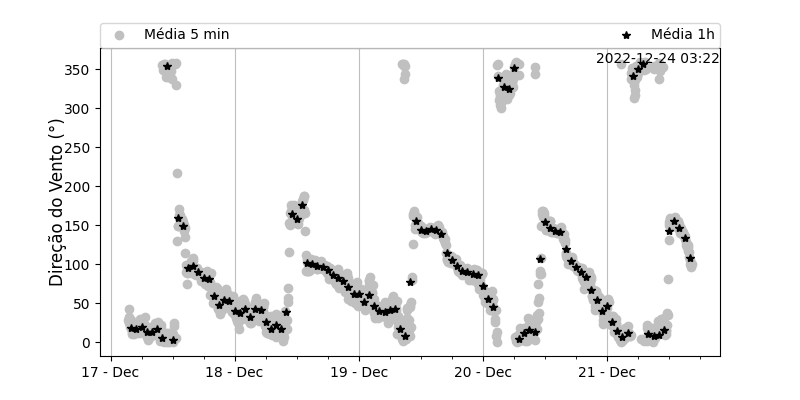 Média 5 min
Média 1h
2022-12-24 03:22
Direção do Vento (°)
350
300
250
200
150
100
50
0
17 - Dec
18 - Dec
19 - Dec
20 - Dec
21 - Dec